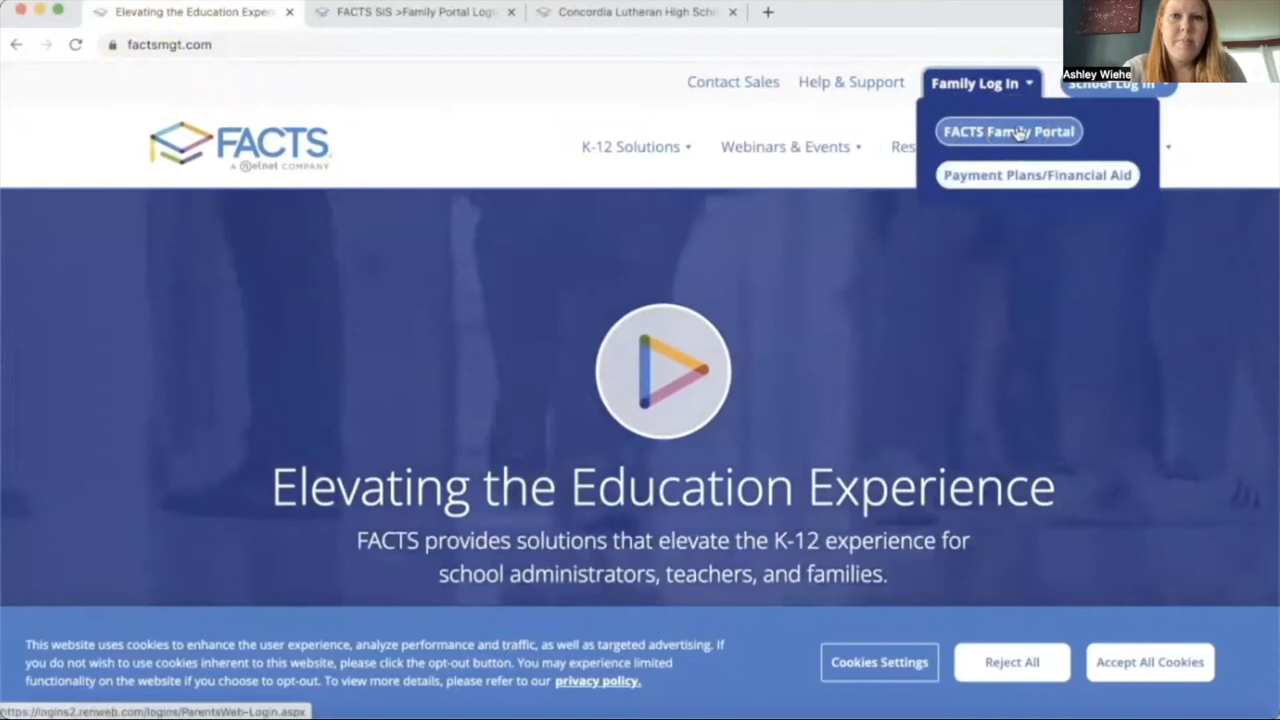 Elevating the Education Exper
FACTS SIS >Family Portal Logi
Concordia Lutheran High Scho
factsmgt.com
Ashley Wiehe
Contact Sales
Help & Support
Family Log In
School Log In
FACTS Family Portal
Payment Plans/Financial Aid
FACTS
A nelnet COMPANY
K-12 Solutions
Webinars & Events
Res
Elevating the Education Experience
FACTS provides solutions that elevate the K-12 experience for
school administrators, teachers, and families.
This website uses cookies to enhance the user experience, analyze performance and traffic, as well as targeted advertising. If
you do not wish to use cookies inherent to this website, please click the opt-out button. You may experience limited
functionality on the website if you choose to opt-out. To view more details, please refer to our privacy policy.
Cookies Settings
Reject All
Accept All Cookies
https://logins2.renweb.com/logins/ParentsWeb-Login.aspx